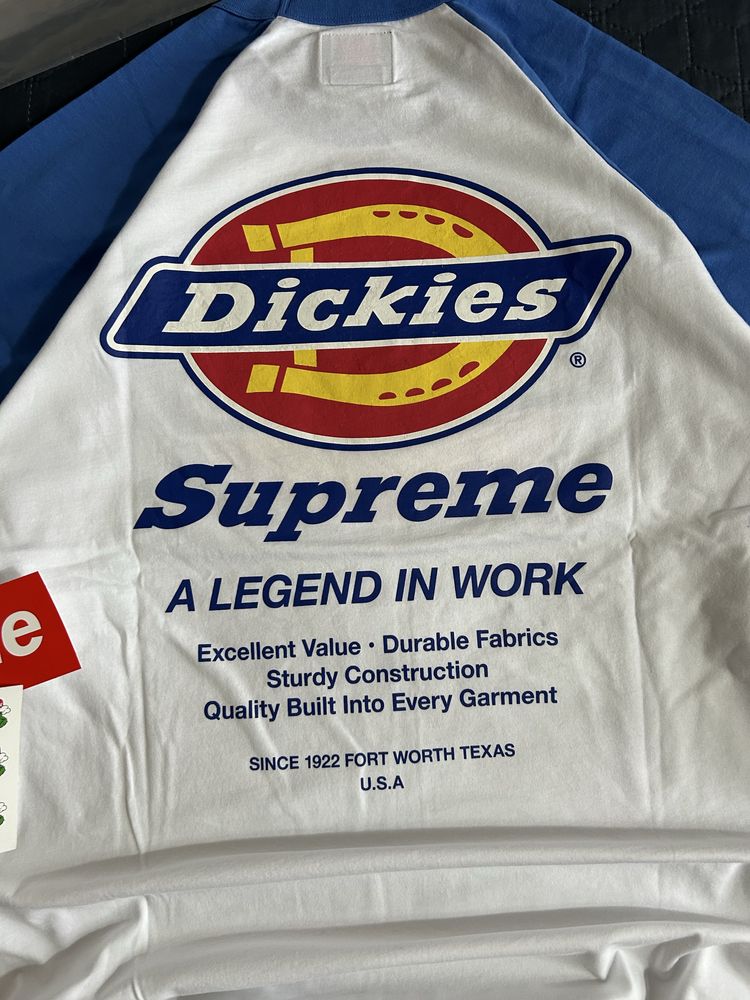 Dickies
®
Supreme
A LEGEND IN WORK
Excellent Value • Durable Fabrics
Sturdy Construction
Quality Built Into Every Garment
SINCE 1922 FORT WORTH TEXAS
U.S.A
e